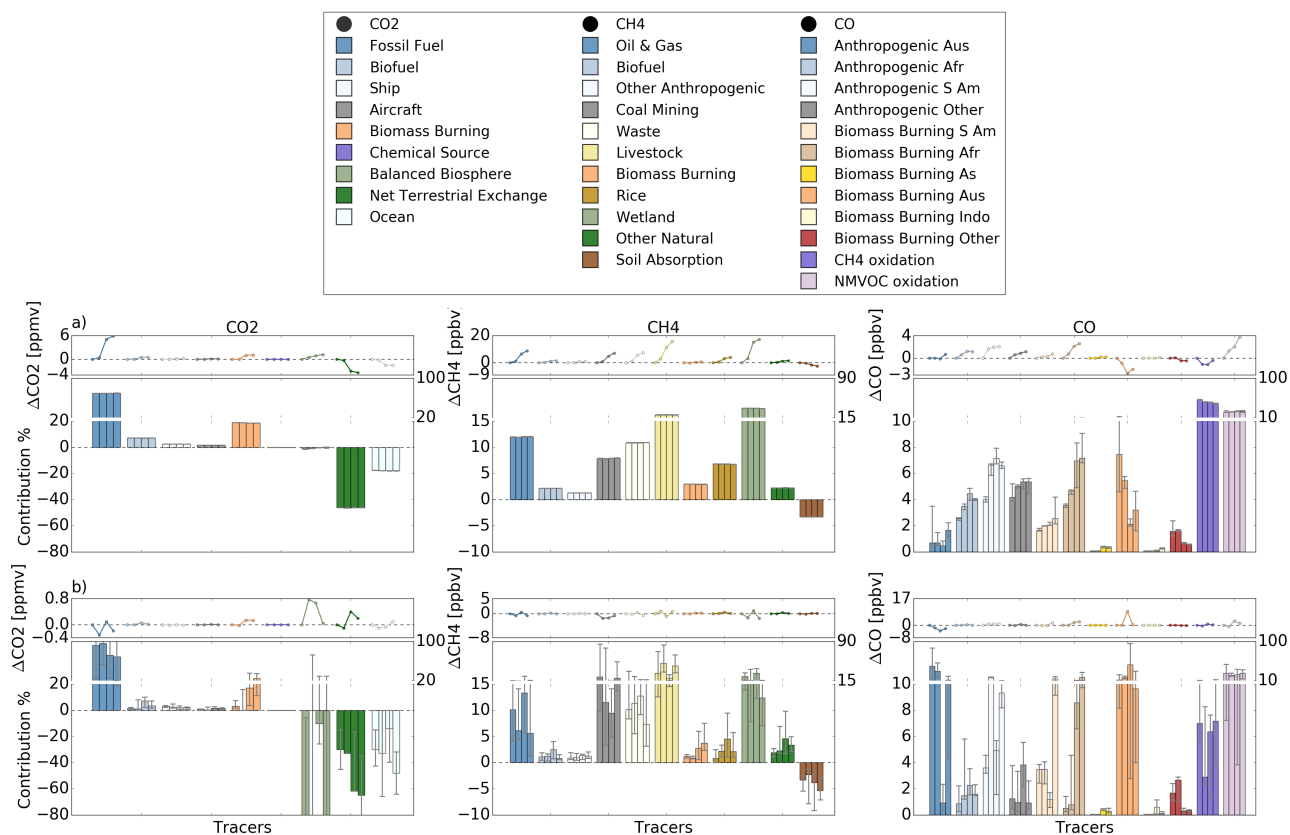 CO2
Fossil Fuel
Biofuel
Ship
Aircraft
Biomass Burning
Chemical Source
Balanced Biosphere
Net Terrestrial Exchange
Ocean
CH4
Oil & Gas
Biofuel
Other Anthropogenic
Coal Mining
Waste
Livestock
Biomass Burning
Rice
Wetland
Other Natural
Soil Absorption
CO
Anthropogenic Aus
Anthropogenic Afr
Anthropogenic S Am
Anthropogenic Other
Biomass Burning S Am
Biomass Burning Afr
Biomass Burning As
Biomass Burning Aus
Biomass Burning Indo
Biomass Burning Other
CH4 oxidation
NMVOC oxidation
a)
CO2
ΔCO2 [ppmv]
6
0
−4
100
20
Contribution %
20
0
−20
−40
−60
−80
CH4
ΔCH4 [ppbv]
20
0
−9
90
15
15
10
5
0
−5
−10
CO
ΔCO [ppbv]
4
0
−3
100
10
10
8
6
4
2
0
b)
ΔCO2 [ppmv]
0.8
0.0
−0.4
100
20
Contribution %
20
0
−20
−40
−60
−80
ΔCH4 [ppbv]
5
0
−8
90
15
15
10
5
0
−5
−10
ΔCO [ppbv]
17
0
−8
100
10
10
8
6
4
2
0
Tracers
Tracers
Tracers